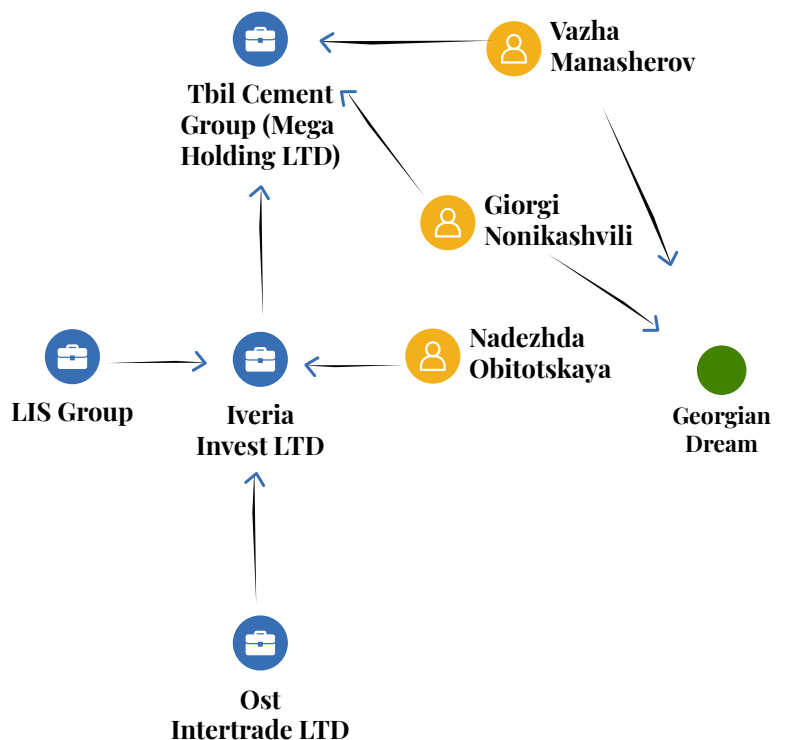 Vazha
Manasherov
Tbil Cement
Group (Mega
Holding LTD)
Giorgi
Nonikashvili
Nadezhda
Obitotskaya
LIS Group
Iveria
Invest LTD
Georgian
Dream
Ost
Intertrade LTD